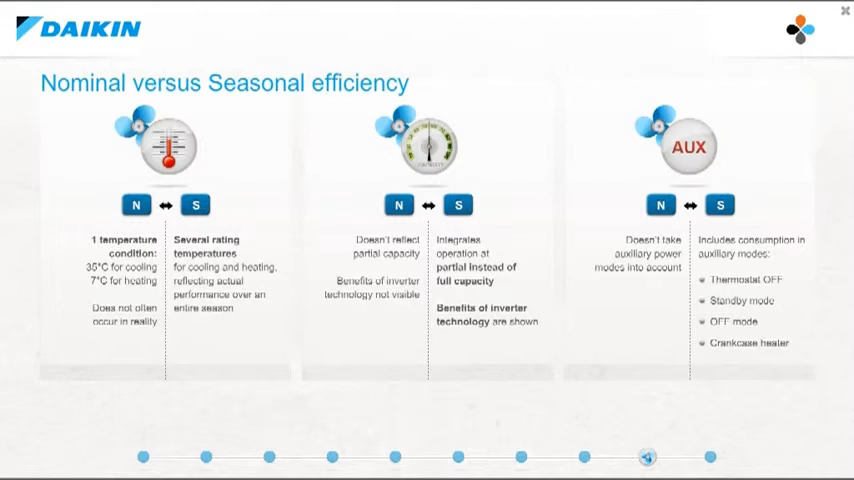 DAIKIN
Nominal versus Seasonal efficiency
AUX
N S
N S
N S
1 temperature
condition:
35°C for cooling
7°C for heating
Does not often
occur in reality
Several rating
temperatures
for cooling and heating,
reflecting actual
performance over an
entire season
Doesn't reflect
partial capacity
Benefits of inverter
technology not visible
Integrates
operation at
partial instead of
full capacity
Benefits of inverter
technology are shown
Doesn't take
auxiliary power
modes into account
Includes consumption in
auxiliary modes:
Thermostat OFF
Standby mode
OFF mode
Crankcase heater